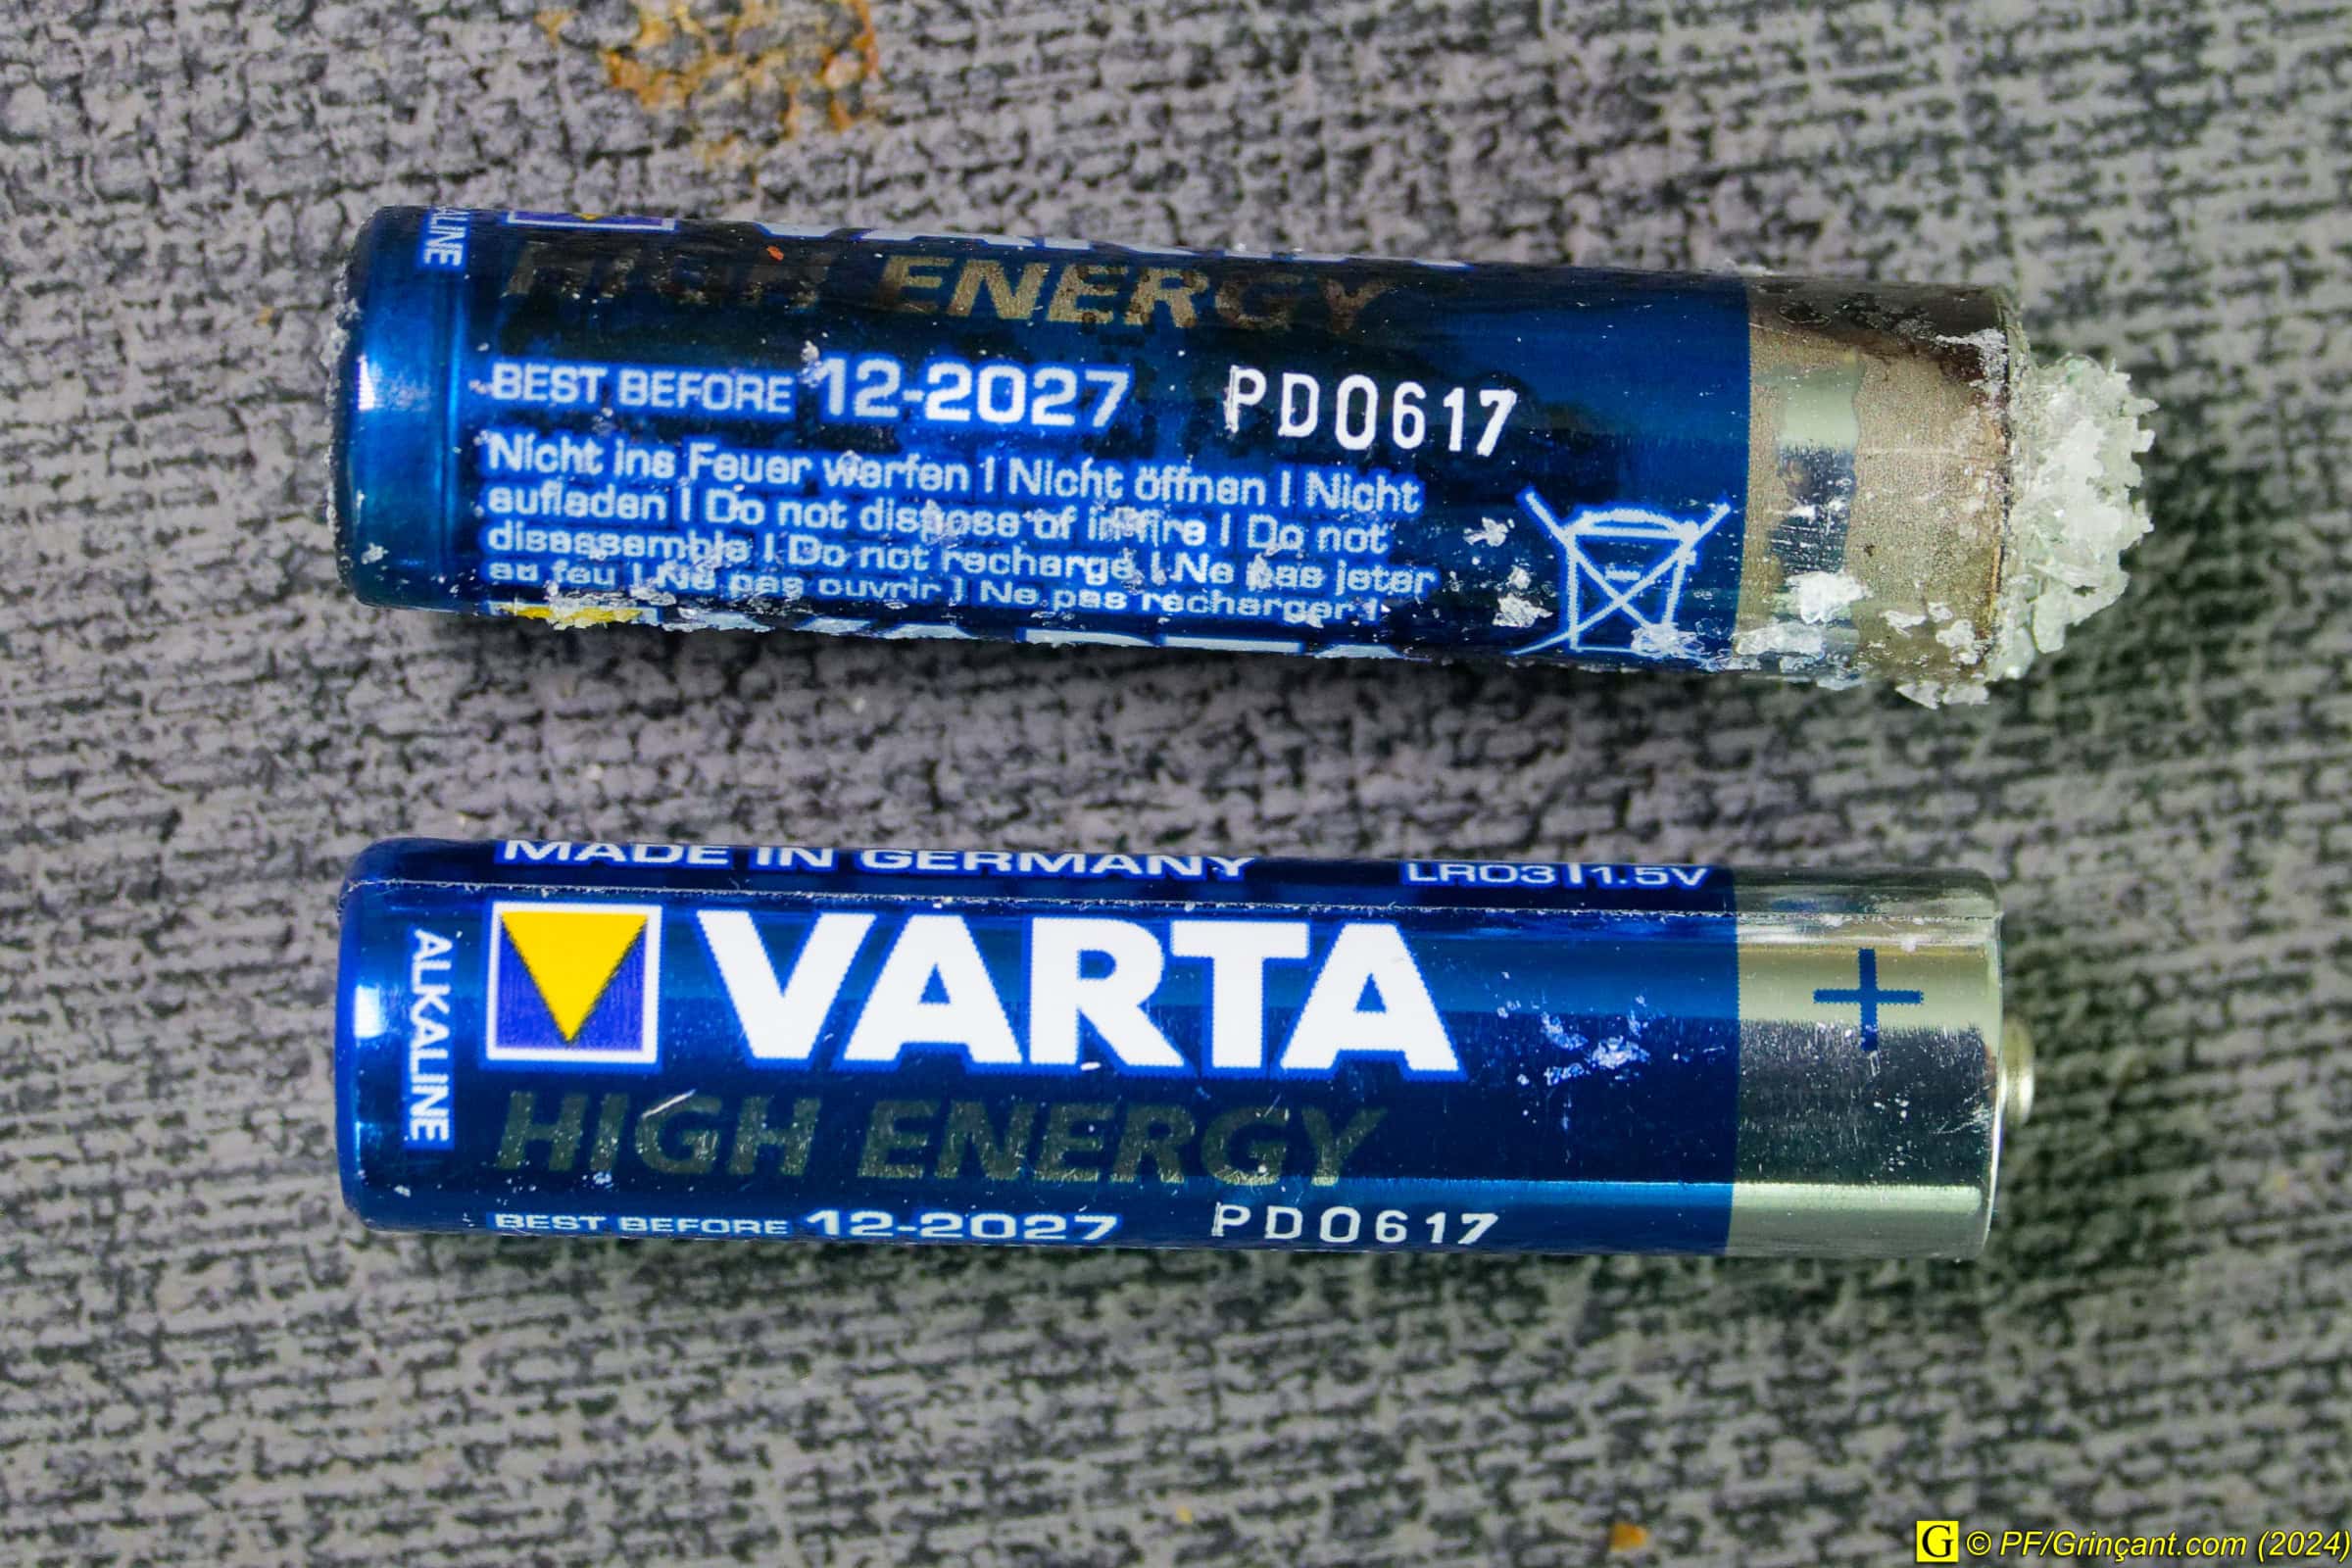 ALINE
HIGH ENERGY
BEST BEFORE 12-2027 PD0617
Nicht ins Feuer werfen | Nicht öffnen | Nicht
aufladen | Do not dispose of in fire | Do not
disassemble | Do not recharge | Ne pas jeter
au feu | Ne pas ouvrir | Ne pas recharger |
VARTA
MADE IN GERMANY LR03 | 1.5V
ALKALINE
VARTA
+
HIGH ENERGY
BEST BEFORE 12-2027 PD0617
G © PF/Grinçant.com (2024)